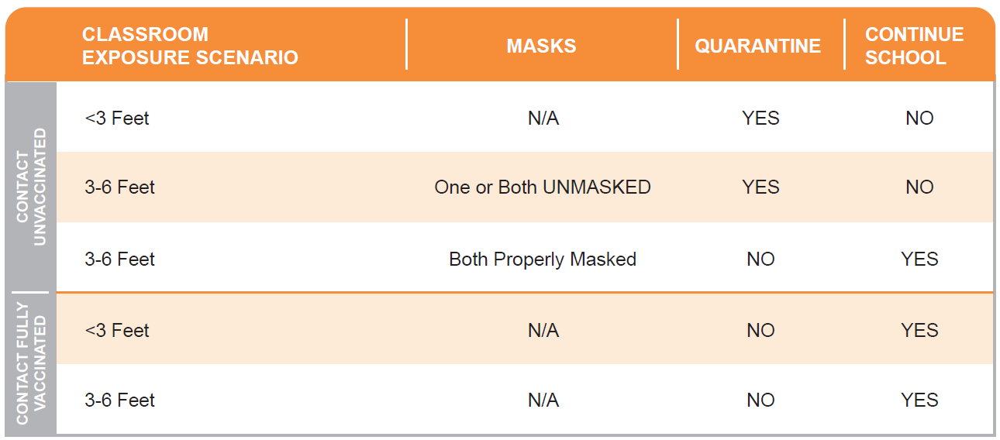 CLASSROOM
EXPOSURE SCENARIO
MASKS
QUARANTINE
CONTINUE
SCHOOL
CONTACT
UNVACCINATED
<3 Feet
N/A
YES
NO
3-6 Feet
One or Both UNMASKED
YES
NO
3-6 Feet
Both Properly Masked
NO
YES
CONTACT FULLY
VACCINATED
<3 Feet
N/A
NO
YES
3-6 Feet
N/A
NO
YES